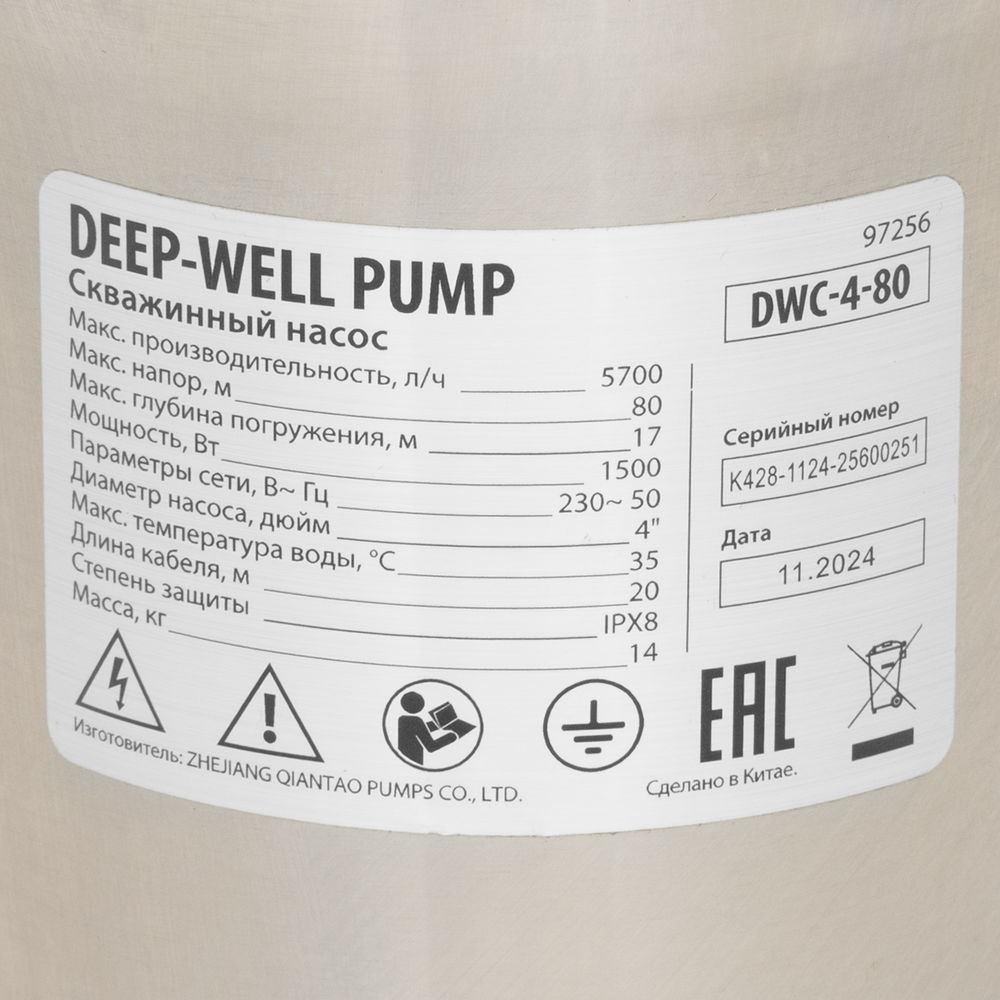 DEEP-WELL PUMP
Скважинный насос
Макс. производительность, л/ч 5700
Макс. напор, м 80
Макс. глубина погружения, м 17
Мощность, Вт 1500
Параметры сети, В~ Гц 230~ 50
Диаметр насоса, дюйм 4"
Макс. температура воды, °C 35
Длина кабеля, м 20
Степень защиты IPX8
Масса, кг 14
97256
DWC-4-80
Серийный номер
K428-1124-25600251
Дата
11.2024
EAC
Изготовитель: ZHEJIANG QIANTAO PUMPS CO., LTD.
Сделано в Китае.